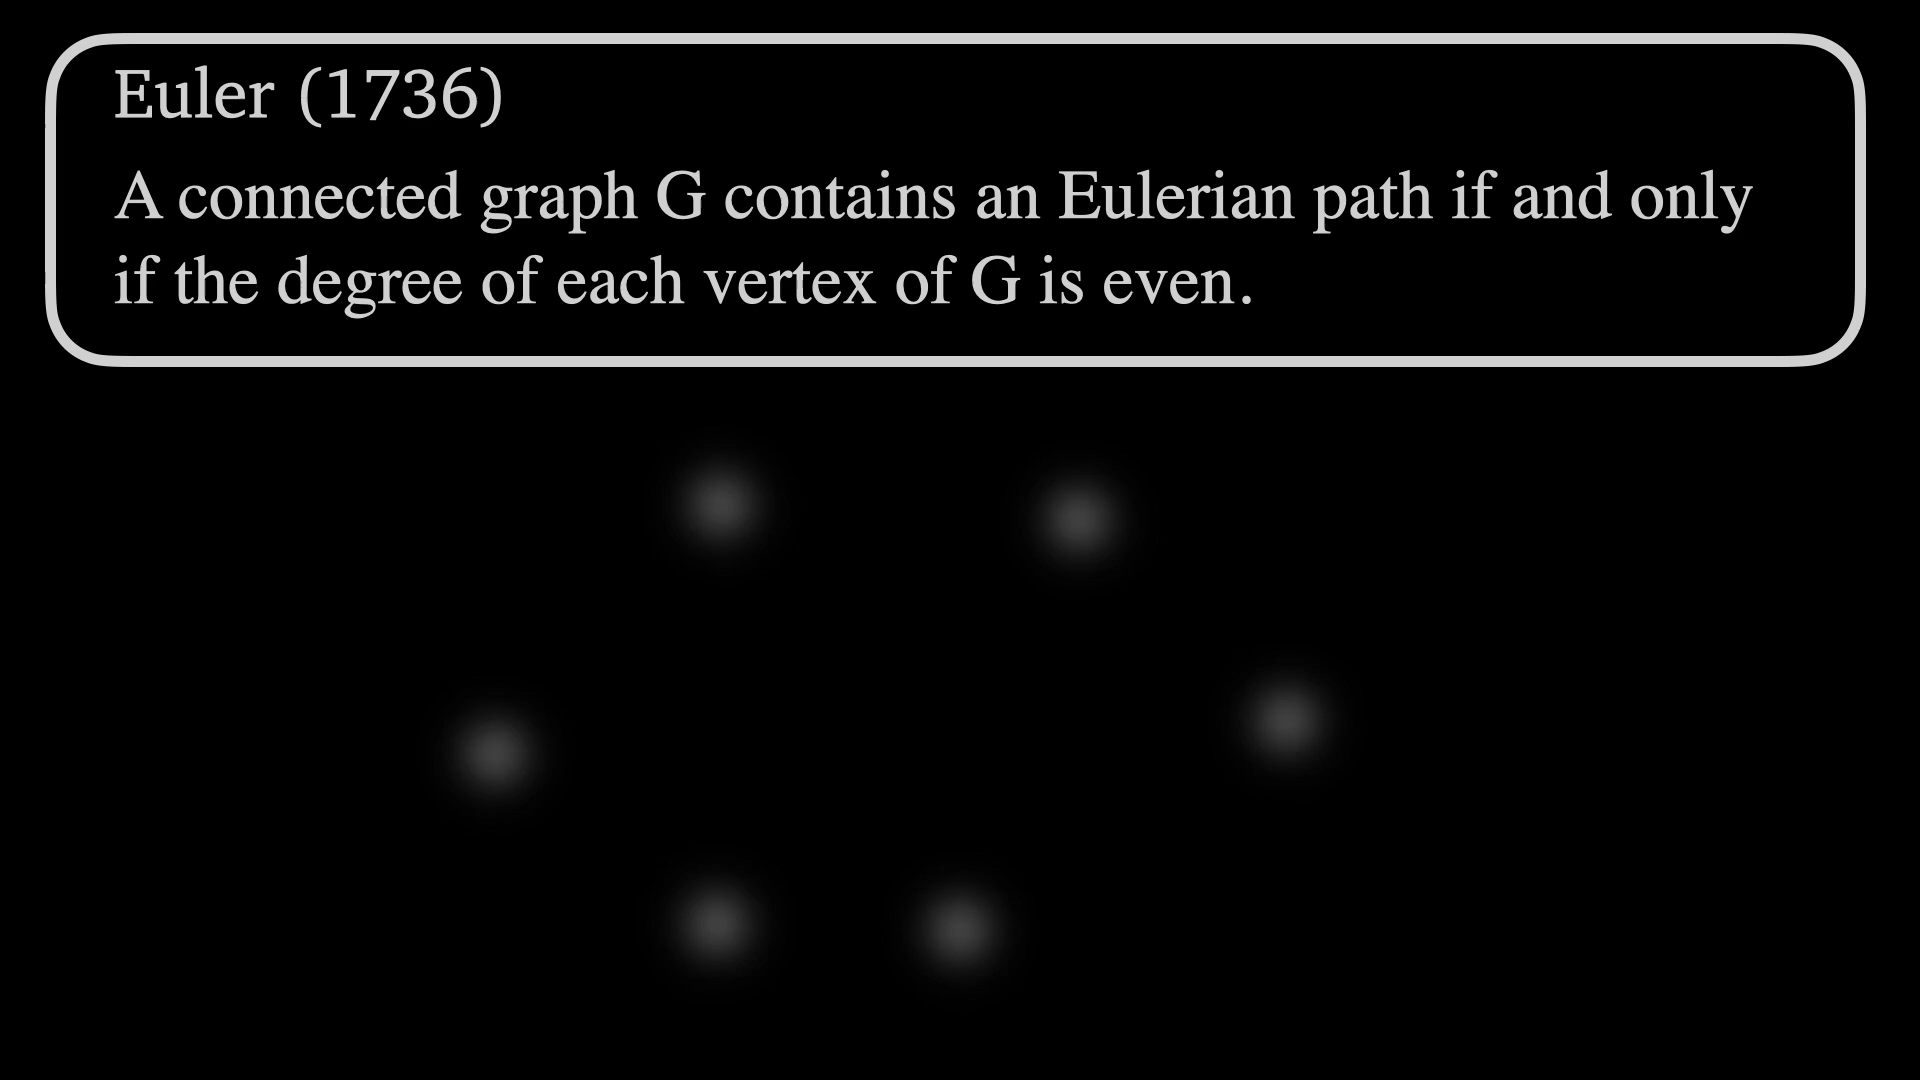 Euler (1736)
A connected graph G contains an Eulerian path if and only
if the degree of each vertex of G is even.